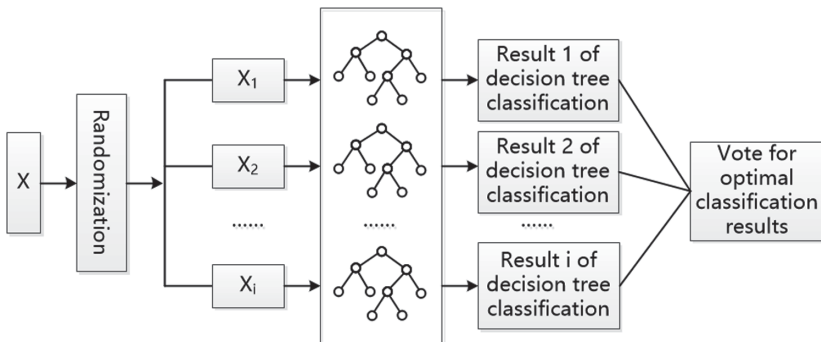 X
Randomization
X₁
X₂
......
Xᵢ
......
Result 1 of
decision tree
classification
Result 2 of
decision tree
classification
......
Result i of
decision tree
classification
Vote for
optimal
classification
results